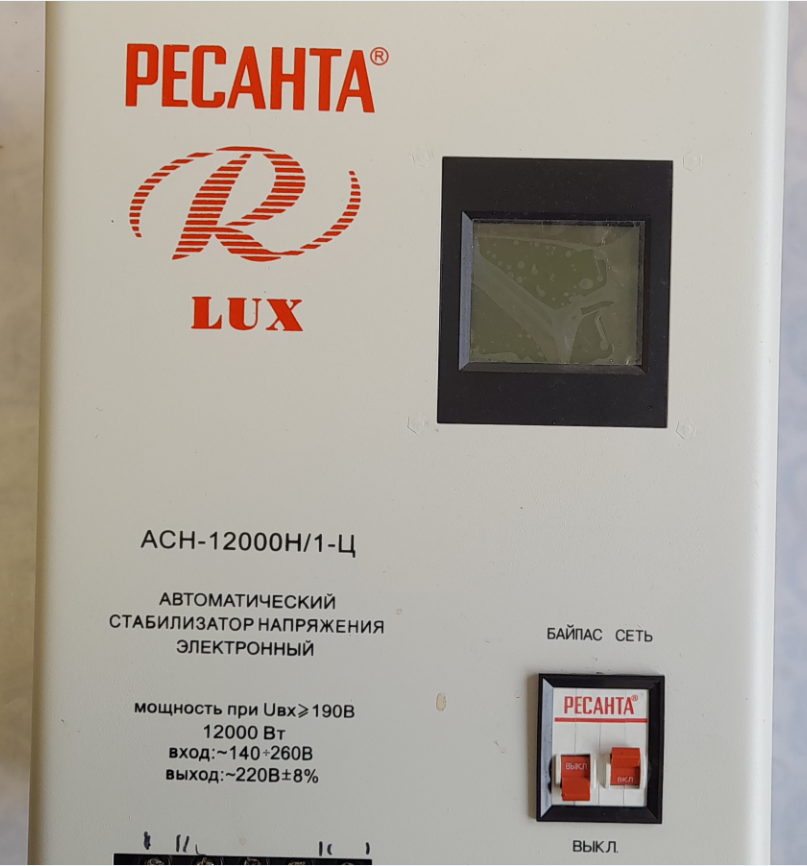 РЕСАНТА®
R
LUX
АСН-12000Н/1-Ц
АВТОМАТИЧЕСКИЙ
СТАБИЛИЗАТОР НАПРЯЖЕНИЯ
ЭЛЕКТРОННЫЙ
мощность при Uвх⩾190В
12000 Вт
вход:~140÷260В
выход:~220В±8%
БАЙПАС СЕТЬ
РЕСАНТА®
ВЫКЛ
ВКЛ
ВЫКЛ.